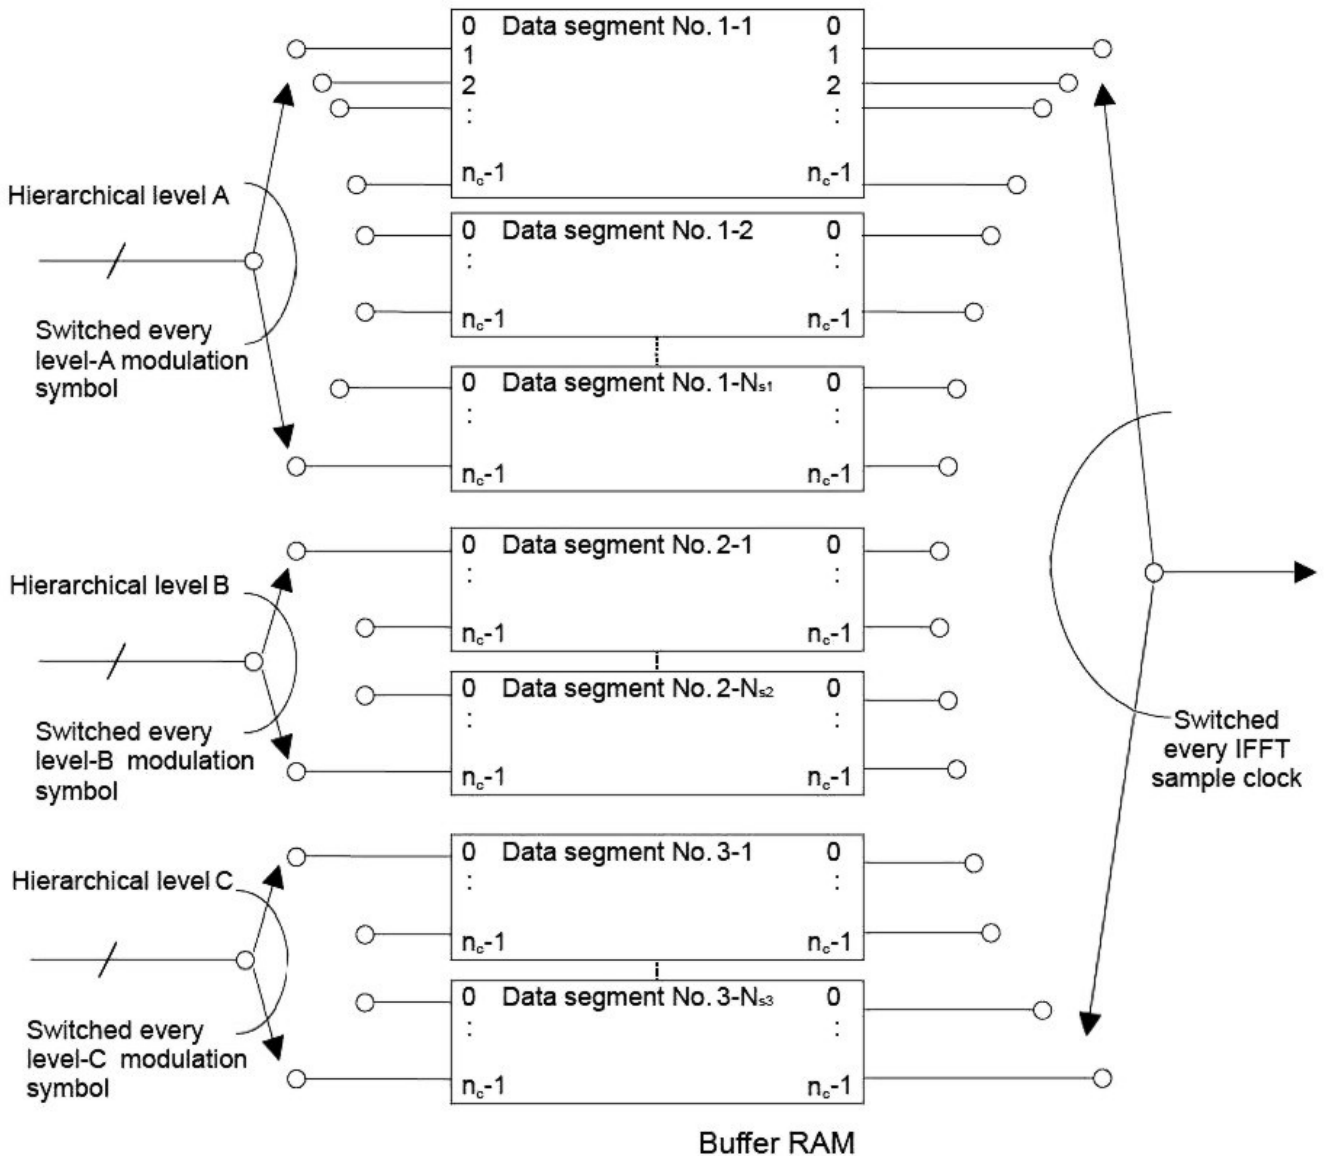 0 Data segment No. 1-1 0
1 1
2 2
: :
n_c-1 n_c-1
Hierarchical level A
Switched every
level-A modulation
symbol
0 Data segment No. 1-2 0
: :
n_c-1 n_c-1
0 Data segment No. 1-N_s1 0
: :
n_c-1 n_c-1
0 Data segment No. 2-1 0
: :
n_c-1 n_c-1
Hierarchical level B
Switched every
level-B modulation
symbol
0 Data segment No. 2-N_s2 0
: :
n_c-1 n_c-1
Switched
every IFFT
sample clock
0 Data segment No. 3-1 0
: :
n_c-1 n_c-1
Hierarchical level C
Switched every
level-C modulation
symbol
0 Data segment No. 3-N_s3 0
: :
n_c-1 n_c-1
Buffer RAM